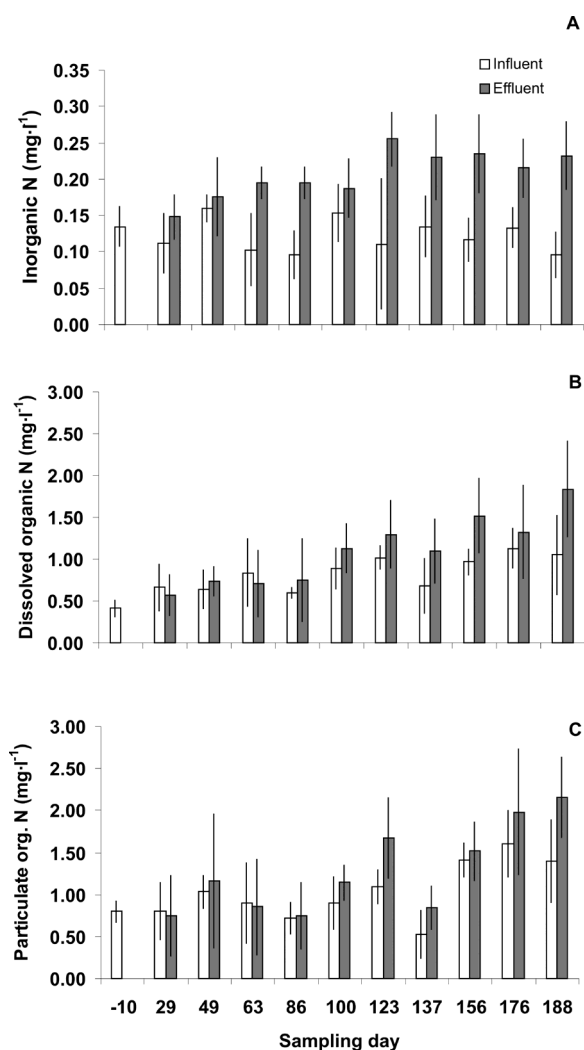 A
Influent
Effluent
Inorganic N (mg·l-1)
0.35
0.30
0.25
0.20
0.15
0.10
0.05
0.00
B
Dissolved organic N (mg·l-1)
3.00
2.50
2.00
1.50
1.00
0.50
0.00
C
Particulate org. N (mg·l-1)
3.00
2.50
2.00
1.50
1.00
0.50
0.00
-10 29 49 63 86 100 123 137 156 176 188
Sampling day